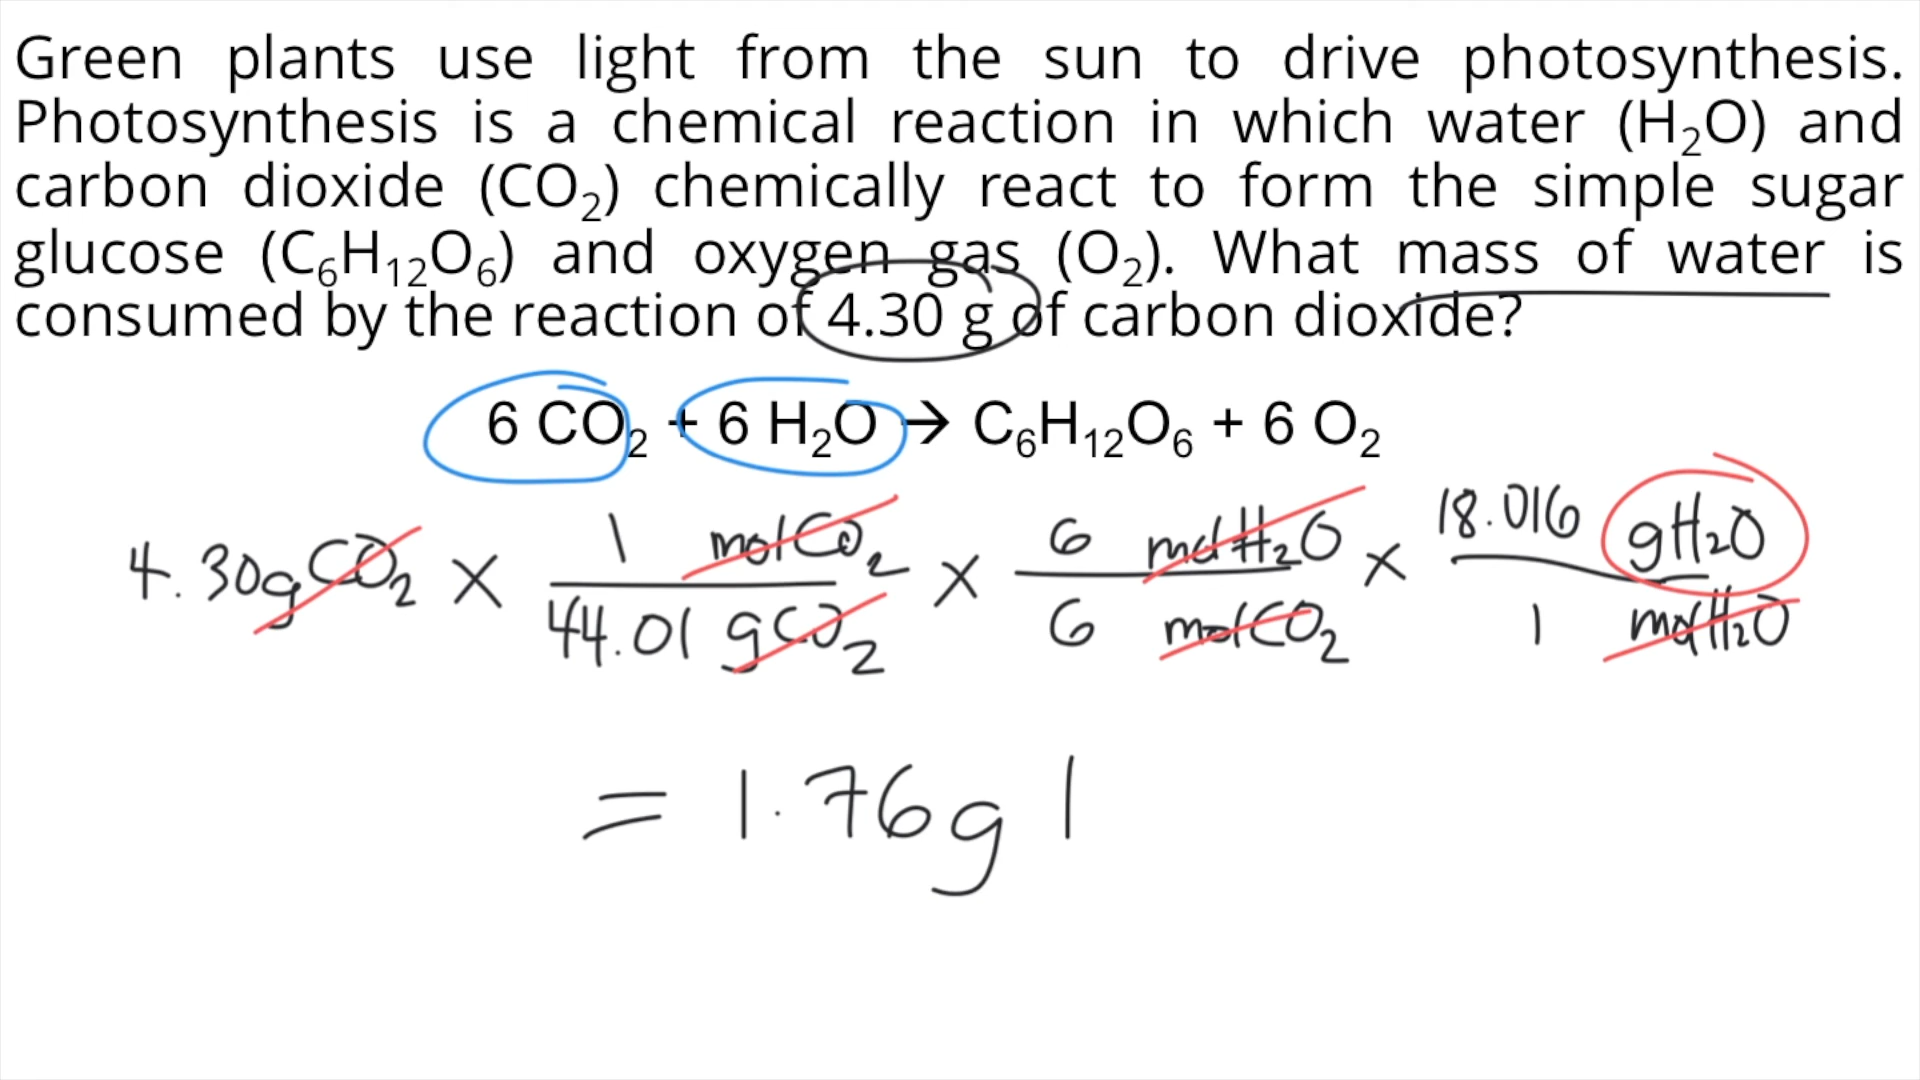 Green plants use light from the sun to drive photosynthesis.
Photosynthesis is a chemical reaction in which water (H₂O) and
carbon dioxide (CO₂) chemically react to form the simple sugar
glucose (C₆H₁₂O₆) and oxygen gas (O₂). What mass of water is
consumed by the reaction of 4.30 g of carbon dioxide?
6 CO₂ + 6 H₂O → C₆H₁₂O₆ + 6 O₂
4.30g CO₂ × 1 mol CO₂ / 44.01 g CO₂ × 6 mol H₂O / 6 mol CO₂ × 18.016 g H₂O / 1 mol H₂O
= 1.76g l